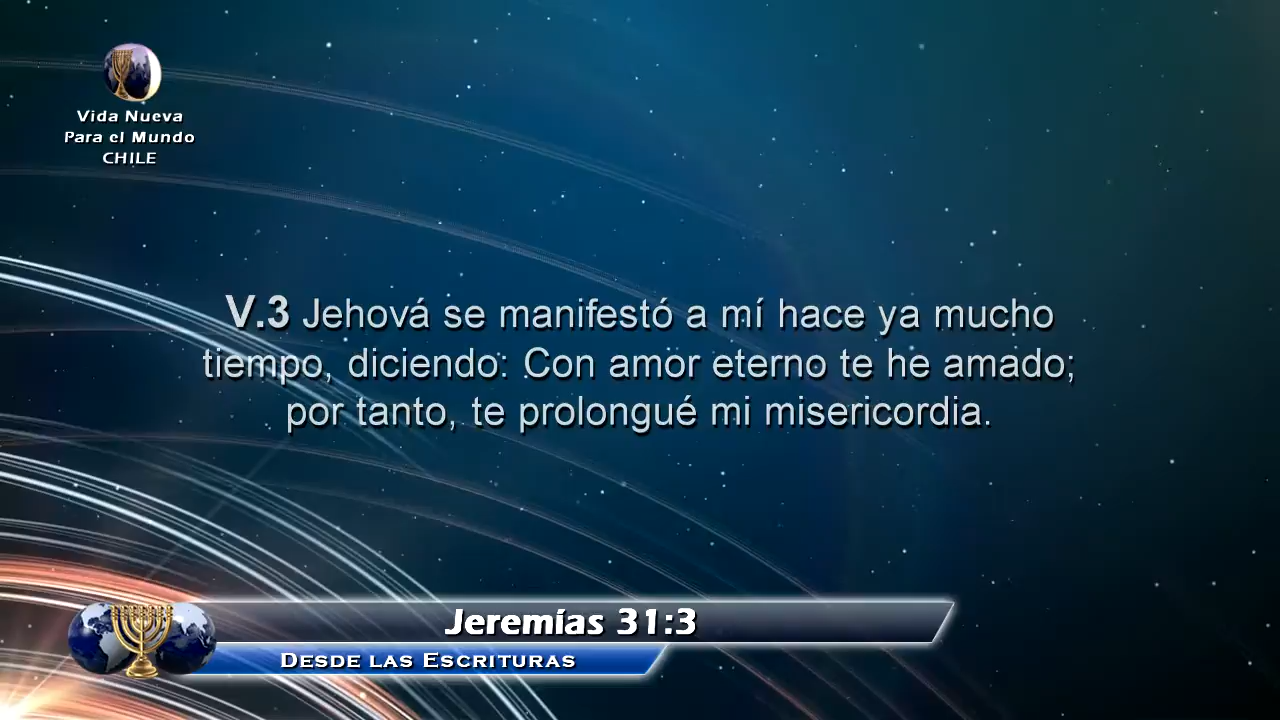 Vida Nueva
Para el Mundo
CHILE
V.3 Jehová se manifestó a mí hace ya mucho
tiempo, diciendo: Con amor eterno te he amado;
por tanto, te prolongué mi misericordia.
Jeremías 31:3
DESDE LAS ESCRITURAS